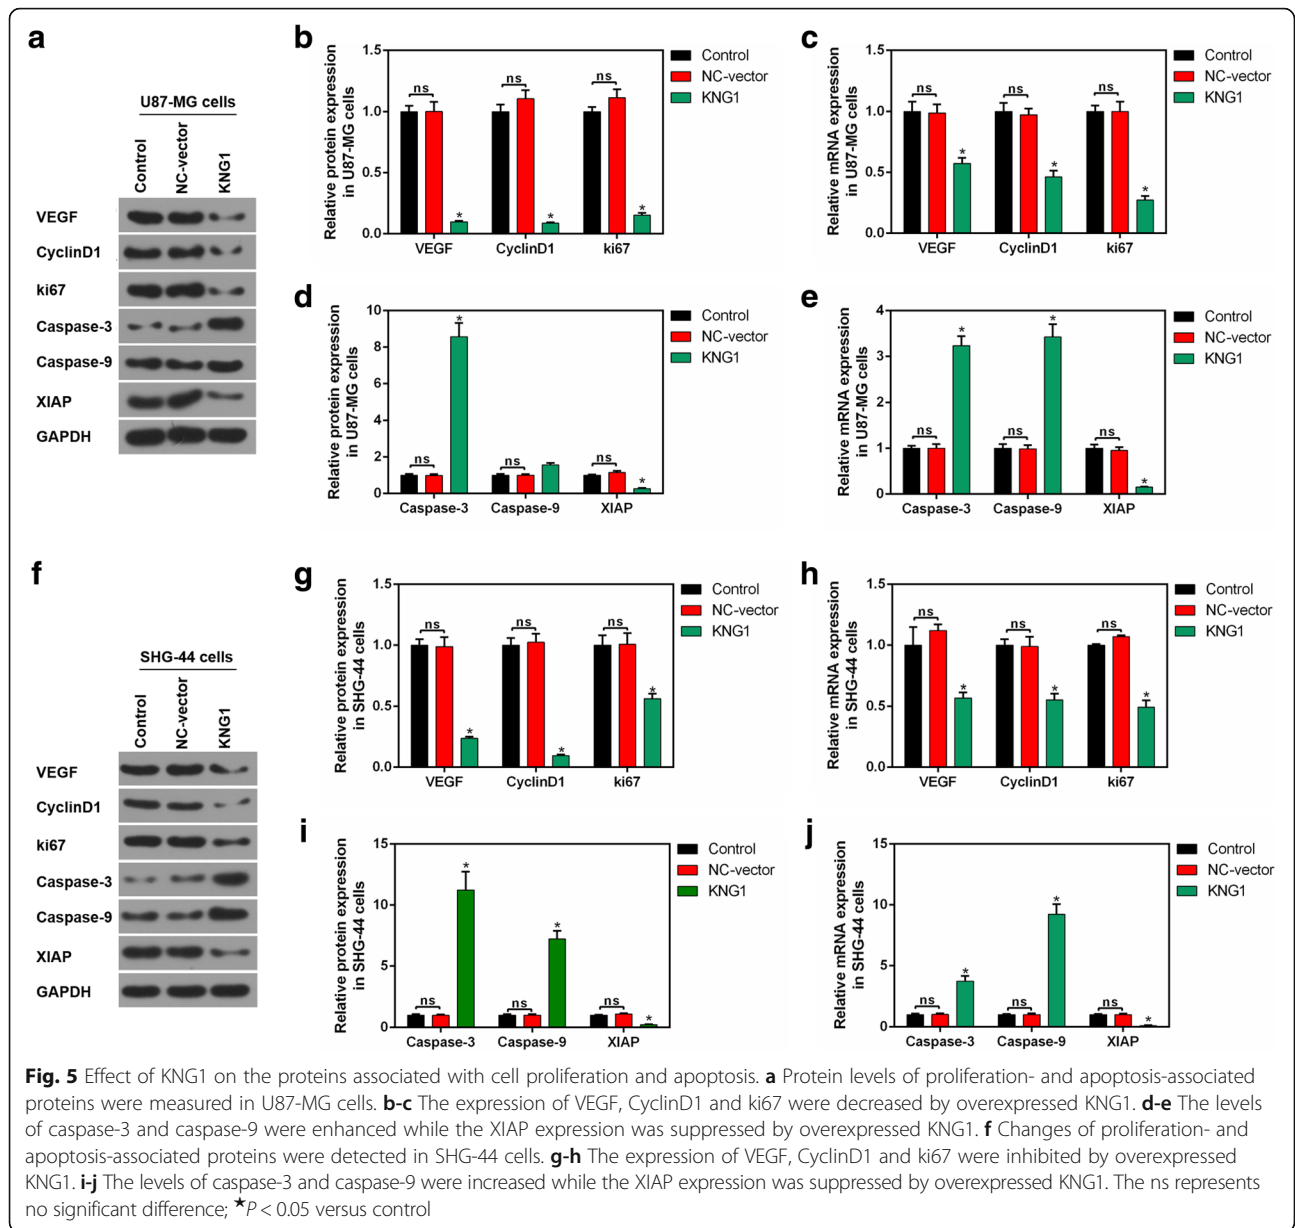 a
U87-MG cells
Control
NC-vector
KNG1
VEGF
CyclinD1
ki67
Caspase-3
Caspase-9
XIAP
GAPDH
b
Relative protein expression
in U87-MG cells
1.5
1.0
0.5
0.0
ns
ns
ns
*
*
*
VEGF CyclinD1 ki67
Control
NC-vector
KNG1
c
Relative mRNA expression
in U87-MG cells
1.5
1.0
0.5
0.0
ns
ns
ns
*
*
*
VEGF CyclinD1 ki67
Control
NC-vector
KNG1
d
Relative protein expression
in U87-MG cells
10
8
6
4
2
0
ns
*
ns
ns
*
Caspase-3 Caspase-9 XIAP
Control
NC-vector
KNG1
e
Relative mRNA expression
in U87-MG cells
4
3
2
1
0
ns
*
ns
*
ns
*
Caspase-3 Caspase-9 XIAP
Control
NC-vector
KNG1
f
SHG-44 cells
Control
NC-vector
KNG1
VEGF
CyclinD1
ki67
Caspase-3
Caspase-9
XIAP
GAPDH
g
Relative protein expression
in SHG-44 cells
1.5
1.0
0.5
0.0
ns
ns
ns
*
*
*
VEGF CyclinD1 ki67
Control
NC-vector
KNG1
h
Relative mRNA expression
in SHG-44 cells
1.5
1.0
0.5
0.0
ns
ns
ns
*
*
*
VEGF CyclinD1 ki67
Control
NC-vector
KNG1
i
Relative protein expression
in SHG-44 cells
15
10
5
0
ns
*
ns
*
ns
*
Caspase-3 Caspase-9 XIAP
Control
NC-vector
KNG1
j
Relative mRNA expression
in SHG-44 cells
15
10
5
0
ns
*
ns
*
ns
*
Caspase-3 Caspase-9 XIAP
Control
NC-vector
KNG1
Fig. 5 Effect of KNG1 on the proteins associated with cell proliferation and apoptosis. a Protein levels of proliferation- and apoptosis-associated
proteins were measured in U87-MG cells. b-c The expression of VEGF, CyclinD1 and ki67 were decreased by overexpressed KNG1. d-e The levels
of caspase-3 and caspase-9 were enhanced while the XIAP expression was suppressed by overexpressed KNG1. f Changes of proliferation- and
apoptosis-associated proteins were detected in SHG-44 cells. g-h The expression of VEGF, CyclinD1 and ki67 were inhibited by overexpressed
KNG1. i-j The levels of caspase-3 and caspase-9 were increased while the XIAP expression was suppressed by overexpressed KNG1. The ns represents
no significant difference; ★P < 0.05 versus control